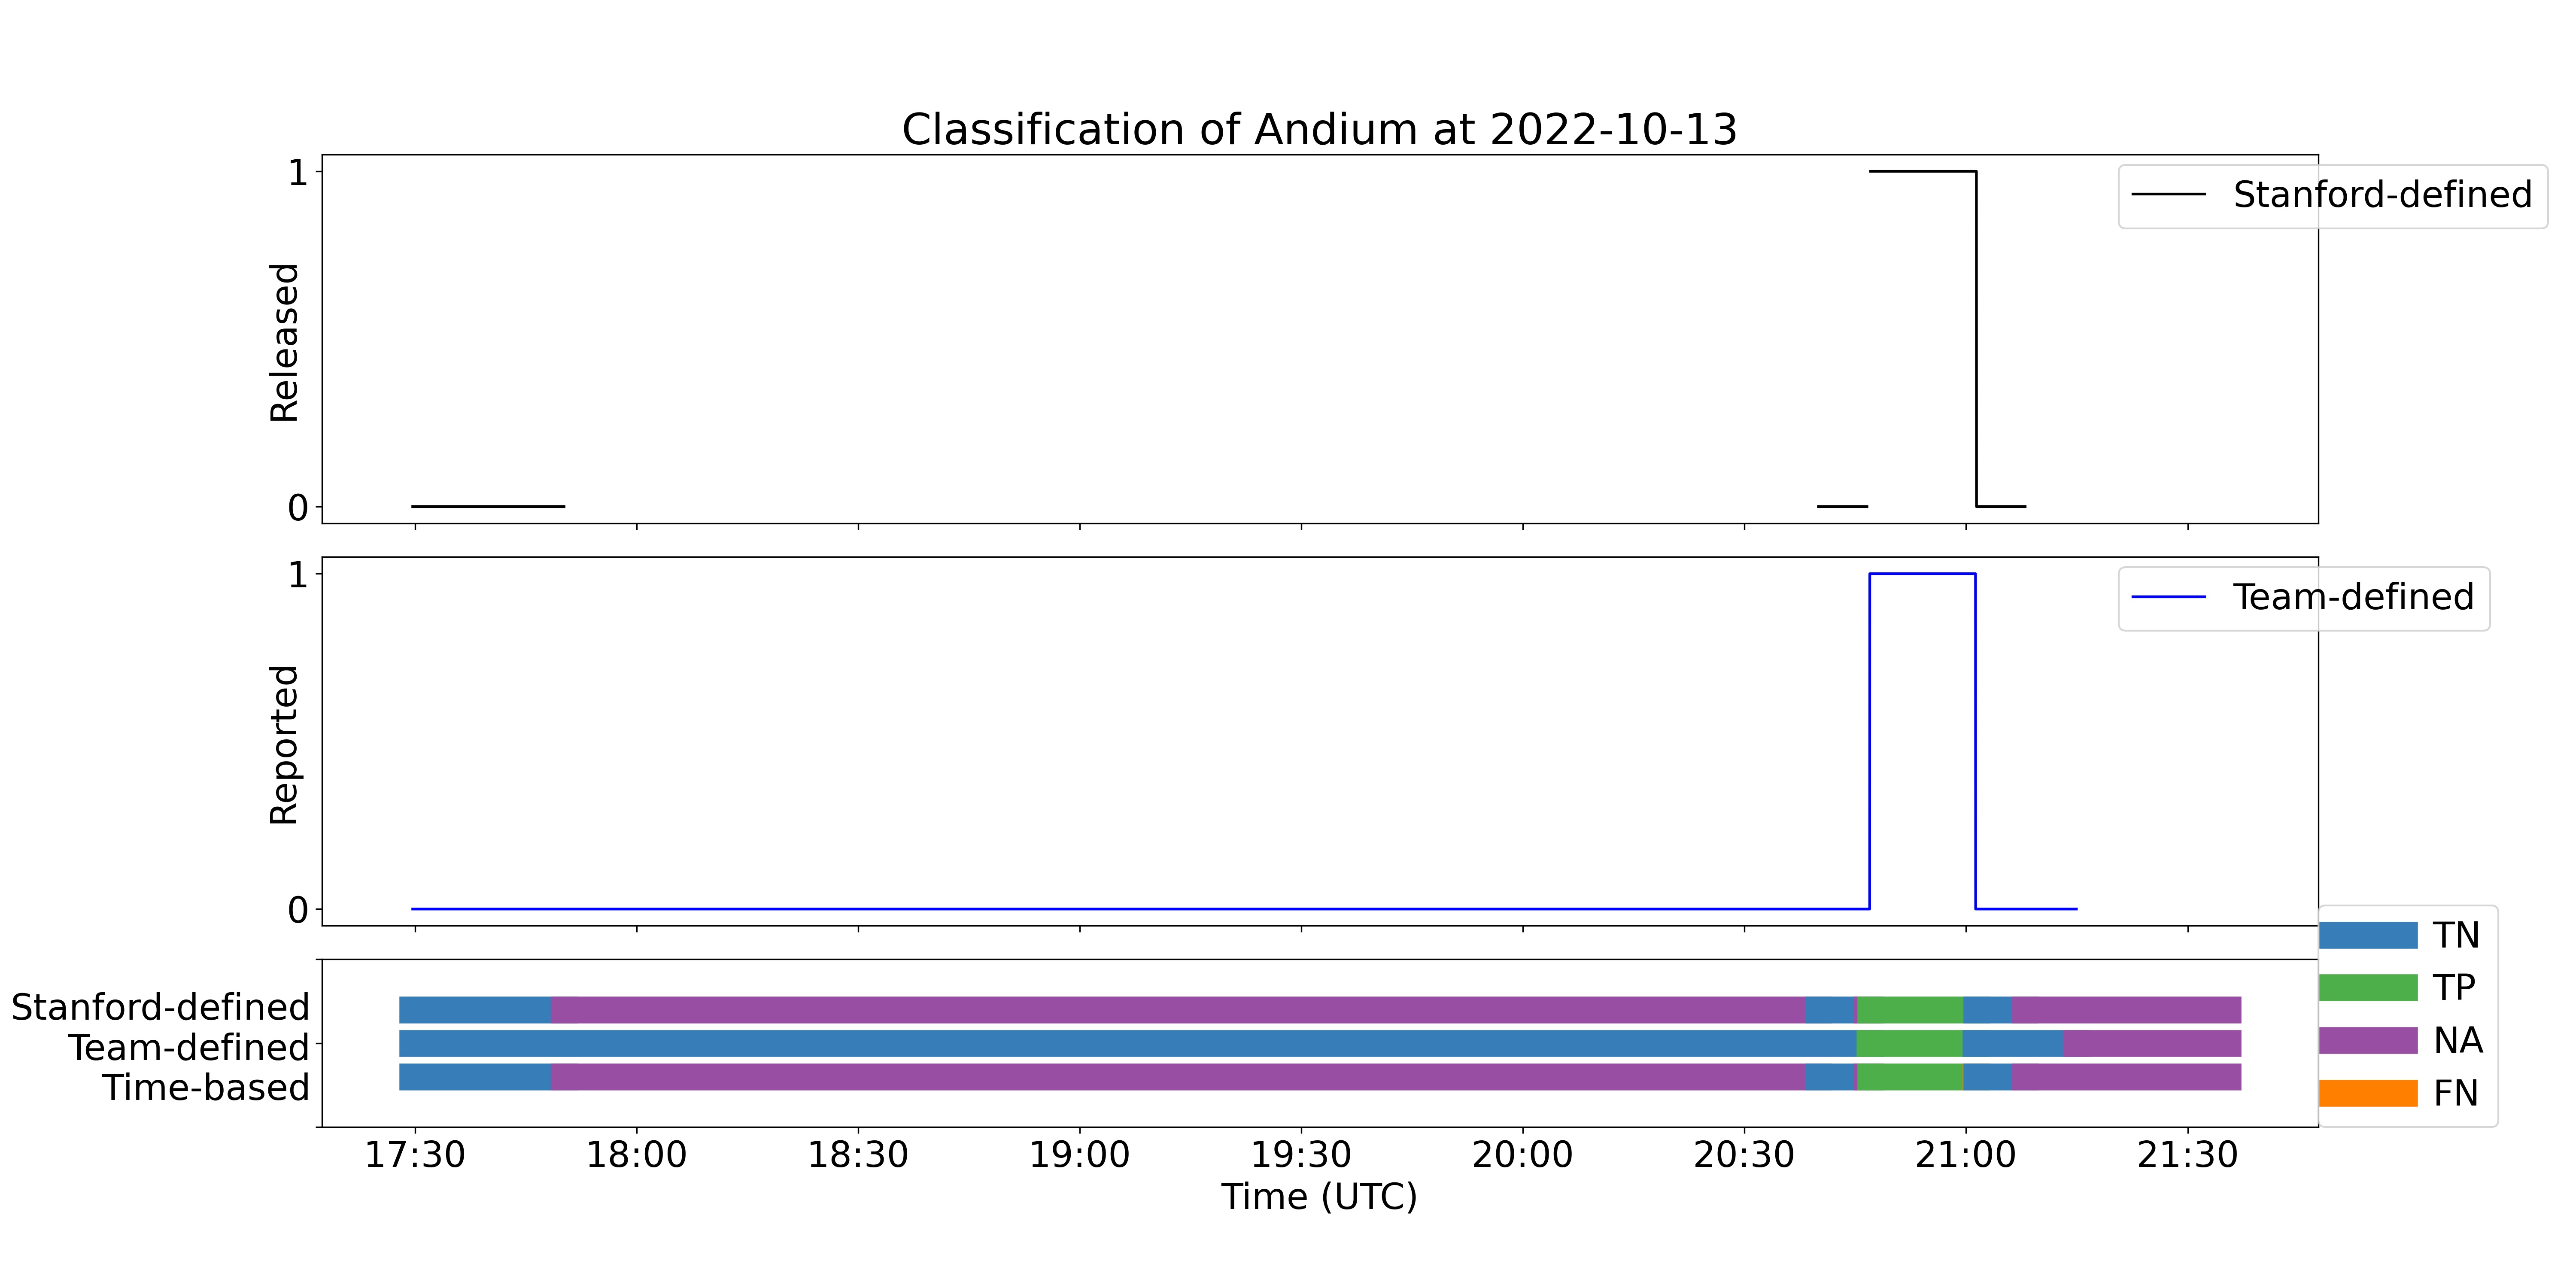 Classification of Andium at 2022-10-13
1
Released
0
Stanford-defined
1
Reported
0
Team-defined
Stanford-defined
Team-defined
Time-based
TN
TP
NA
FN
17:30 18:00 18:30 19:00 19:30 20:00 20:30 21:00 21:30
Time (UTC)